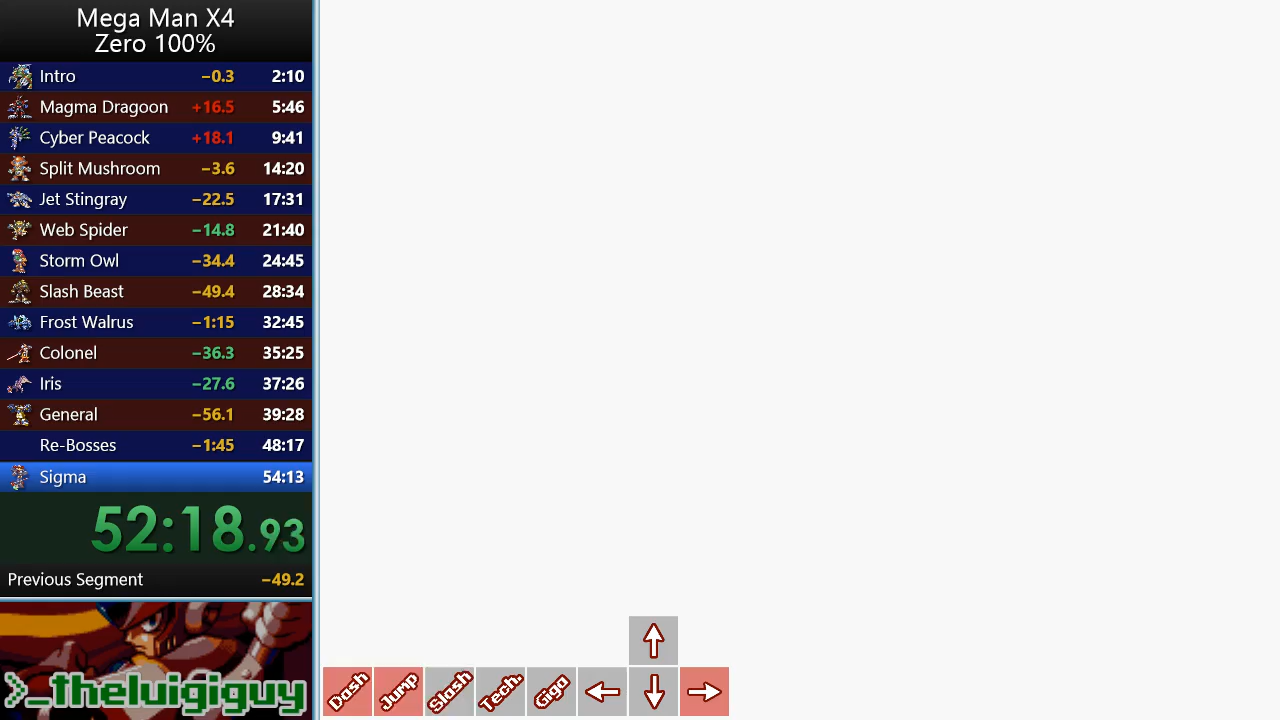 Mega Man X4
Zero 100%
Intro −0.3 2:10
Magma Dragoon +16.5 5:46
Cyber Peacock +18.1 9:41
Split Mushroom −3.6 14:20
Jet Stingray −22.5 17:31
Web Spider −14.8 21:40
Storm Owl −34.4 24:45
Slash Beast −49.4 28:34
Frost Walrus −1:15 32:45
Colonel −36.3 35:25
Iris −27.6 37:26
General −56.1 39:28
Re-Bosses −1:45 48:17
Sigma 54:13
52:18.93
Previous Segment −49.2
>_theluigiguy
Dash Jump Slash Tech. Giga